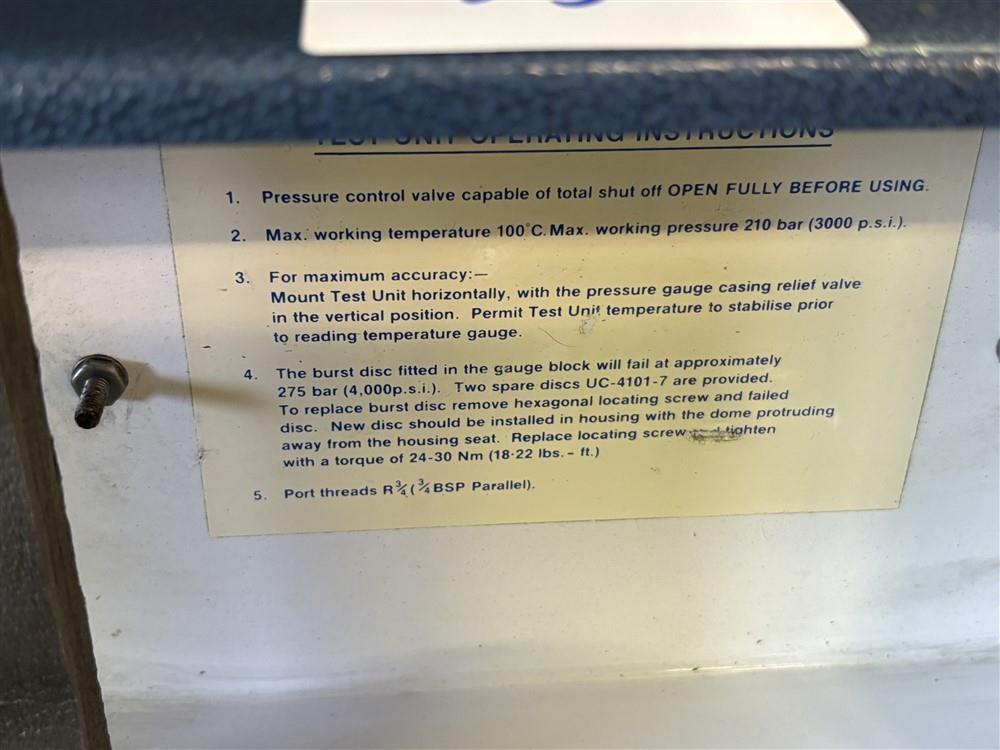 TEST UNIT OPERATING INSTRUCTIONS
1. Pressure control valve capable of total shut off OPEN FULLY BEFORE USING.
2. Max. working temperature 100°C. Max. working pressure 210 bar (3000 p.s.i.).
3. For maximum accuracy:—
Mount Test Unit horizontally, with the pressure gauge casing relief valve
in the vertical position. Permit Test Unit temperature to stabilise prior
to reading temperature gauge.
4. The burst disc fitted in the gauge block will fail at approximately
275 bar (4,000p.s.i.). Two spare discs UC-4101-7 are provided.
To replace burst disc remove hexagonal locating screw and failed
disc. New disc should be installed in housing with the dome protruding
away from the housing seat. Replace locating screw tighten
with a torque of 24-30 Nm (18·22 lbs. - ft.)
5. Port threads R¾ (¾ BSP Parallel).